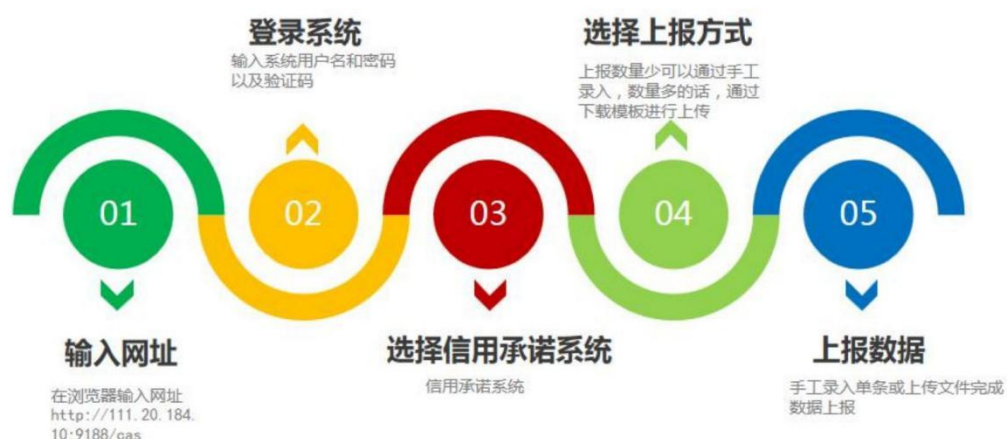 登录系统
输入系统用户名和密码
以及验证码
选择上报方式
上报数量少可以通过手工
录入，数量多的话，通过
下载模板进行上传
01
02
03
04
05
输入网址
在浏览器输入网址
http://111.20.184.
10:9188/cas
选择信用承诺系统
信用承诺系统
上报数据
手工录入单条或上传文件完成
数据上报